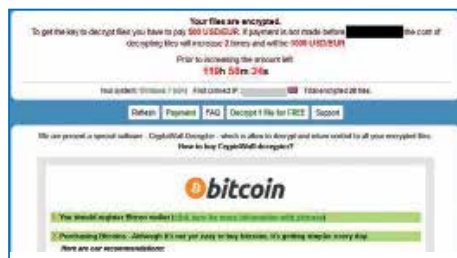 Your files are encrypted.
To get the key to decrypt files you have to pay 500 USD/EUR. If payment is not made before the cost of
decrypting files will increase 2 times and will be 1000 USD/EUR
Prior to increasing the amount left:
119h 58m 24s
Your system: Windows 7 First connect IP: Total encrypted files.
Refresh Payment FAQ Decrypt 1 file for FREE Support
We are present a special software - CryptoWall Decrypter - which is allow to decrypt and return control to all your encrypted files.
How to buy CryptoWall decrypter?
bitcoin
You should register Bitcoin wallet
Purchasing Bitcoins - Although it's not yet easy to buy bitcoins, it's getting simpler every day.
Here are our recommendations: